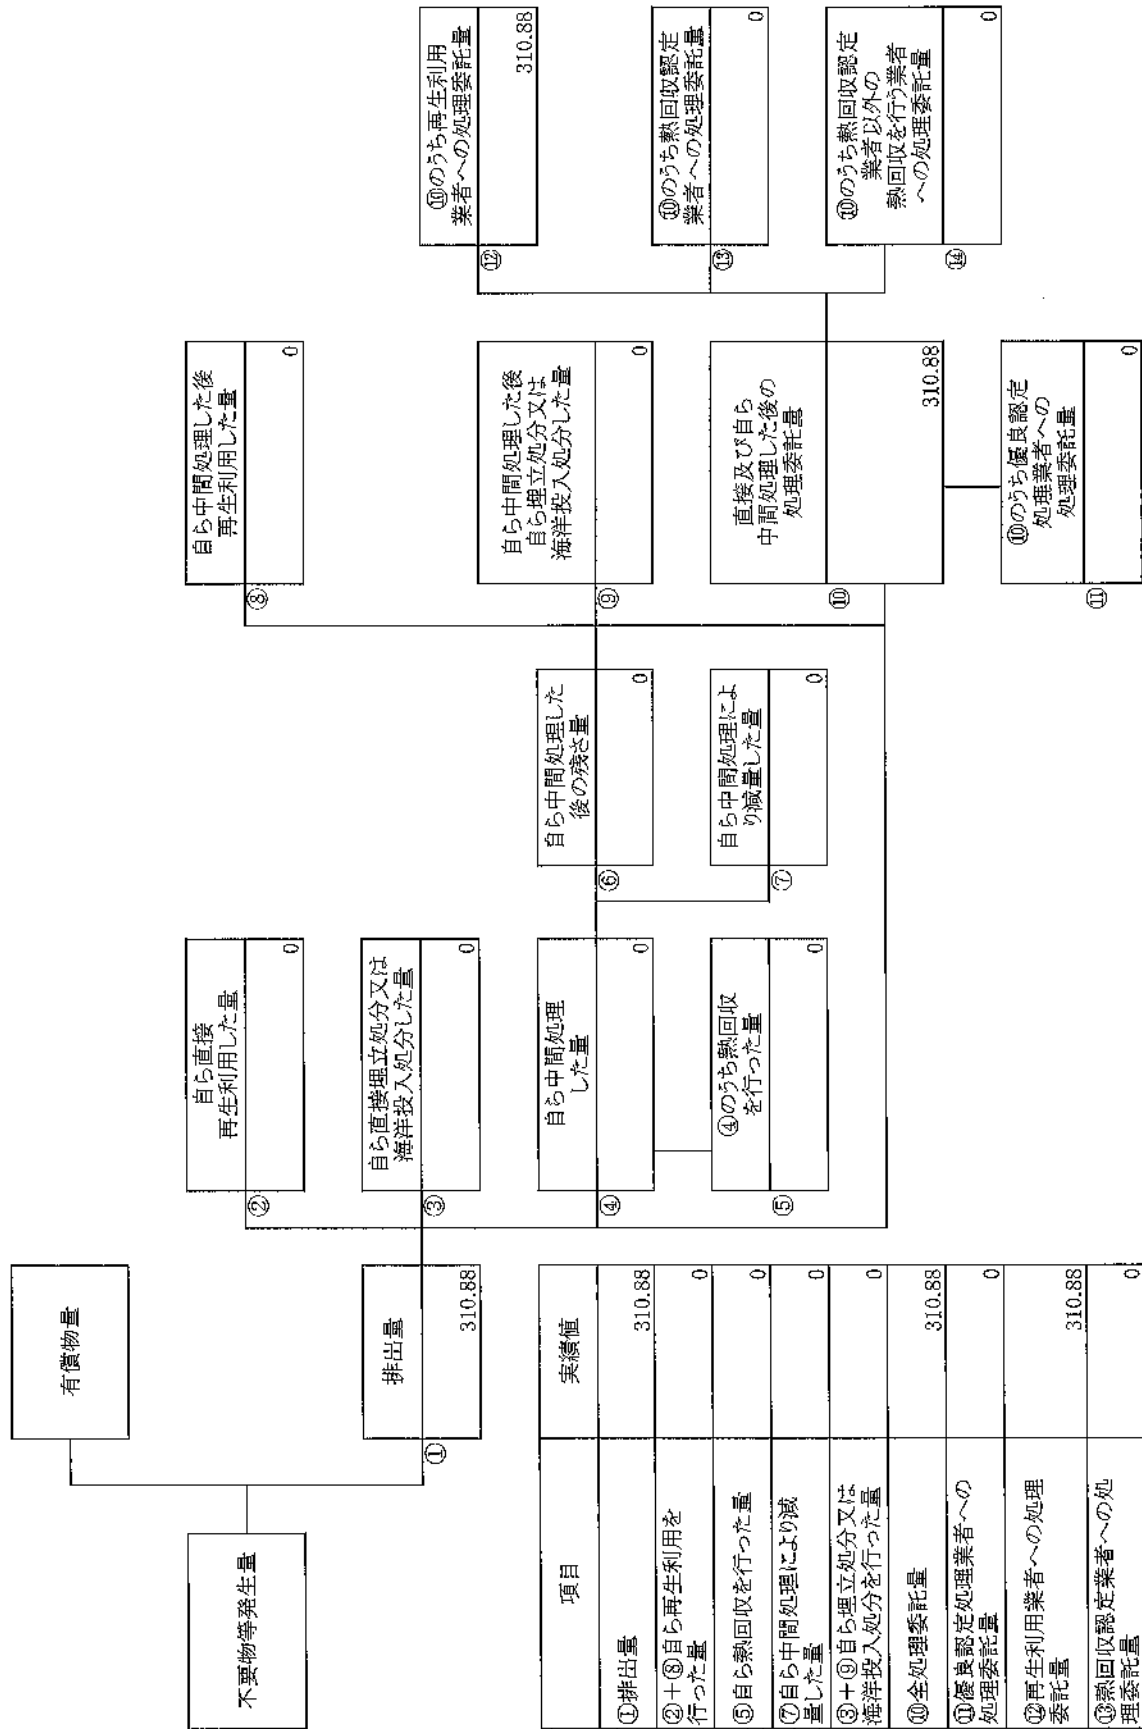 不要物等発生量
有償物量
排出量
①
310.88
自ら直接
再生利用した量
②
0
自ら直接埋立処分又は
海洋投入処分した量
③
0
自ら中間処理
した量
④
0
④のうち熱回収
を行った量
⑤
0
自ら中間処理した
後の残さ量
⑥
0
自ら中間処理によ
り減量した量
⑦
0
自ら中間処理した後
再生利用した量
⑧
0
自ら中間処理した後
自ら埋立処分又は
海洋投入処分した量
⑨
0
直接及び自ら
中間処理した後の
処理委託量
⑩
310.88
⑩のうち優良認定
処理業者への
処理委託量
⑪
0
⑩のうち再生利用
業者への処理委託量
⑫
310.88
⑩のうち熱回収認定
業者への処理委託量
⑬
0
⑩のうち熱回収認定
業者以外の
熱回収を行う業者
への処理委託量
⑭
0
項目 実績値
①排出量 310.88
②+⑧自ら再生利用を
行った量 0
⑤自ら熱回収を行った量 0
⑦自ら中間処理により減
量した量 0
③+⑨自ら埋立処分又は
海洋投入処分を行った量 0
⑩全処理委託量 310.88
⑪優良認定処理業者への
処理委託量 0
⑫再生利用業者への処理
委託量 310.88
⑬熱回収認定業者への処
理委託量 0